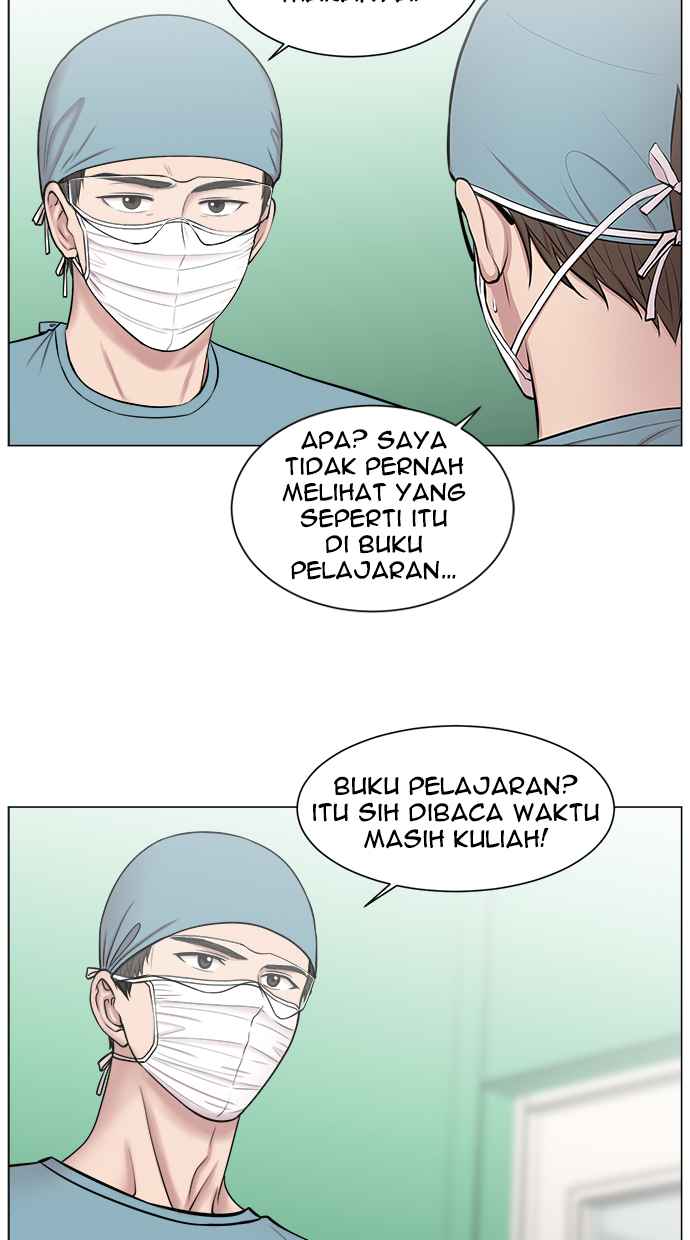 APA? SAYA
TIDAK PERNAH
MELIHAT YANG
SEPERTI ITU
DI BUKU
PELAJARAN...
BUKU PELAJARAN?
ITU SIH DIBACA WAKTU
MASIH KULIAH!